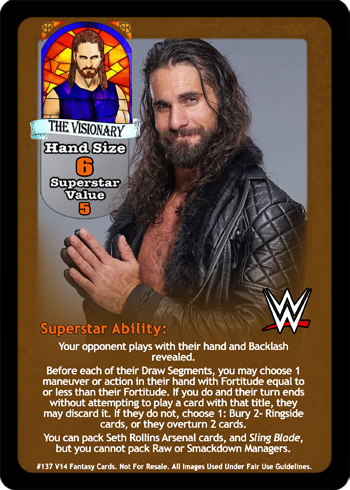 THE VISIONARY
Hand Size
6
Superstar
Value
5
W
Superstar Ability:
Your opponent plays with their hand and Backlash
revealed.
Before each of their Draw Segments, you may choose 1
maneuver or action in their hand with Fortitude equal to
or less than their Fortitude. If you do and their turn ends
without attempting to play a card with that title, they
may discard it. If they do not, choose 1: Bury 2- Ringside
cards, or they overturn 2 cards.
You can pack Seth Rollins Arsenal cards, and Sling Blade,
but you cannot pack Raw or Smackdown Managers.
#137 V14 Fantasy Cards. Not For Resale. All Images Used Under Fair Use Guidelines.